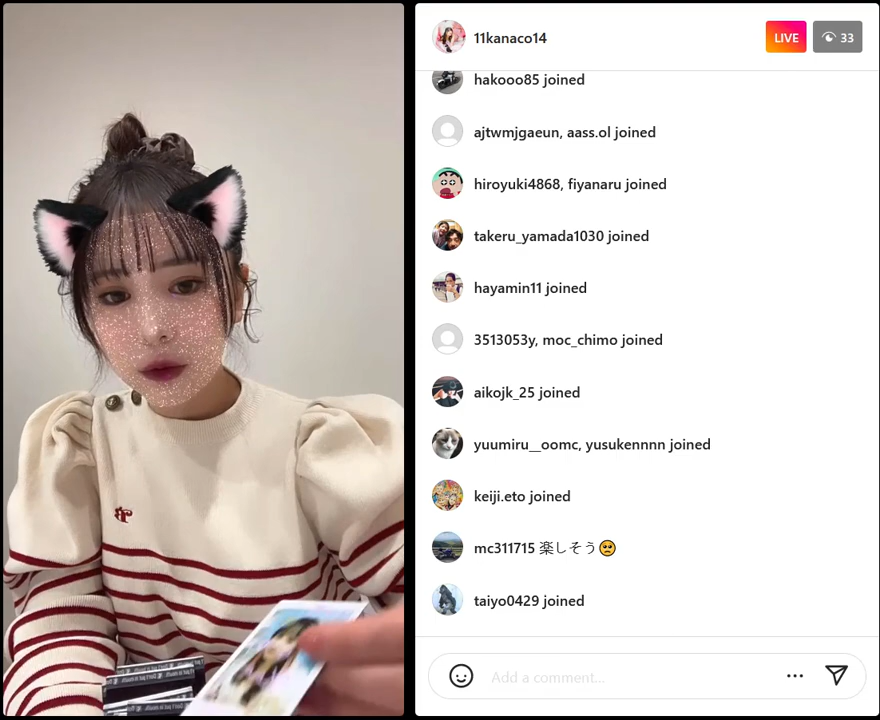 11kanaco14
LIVE
33
hakooo85 joined
ajtwmjgaeun, aass.ol joined
hiroyuki4868, fiyanaru joined
takeru_yamada1030 joined
hayamin11 joined
3513053y, moc_chimo joined
aikojk_25 joined
yuumiru__oomc, yusukennnn joined
keiji.eto joined
mc311715 楽しそう🥺
taiyo0429 joined
Add a comment...